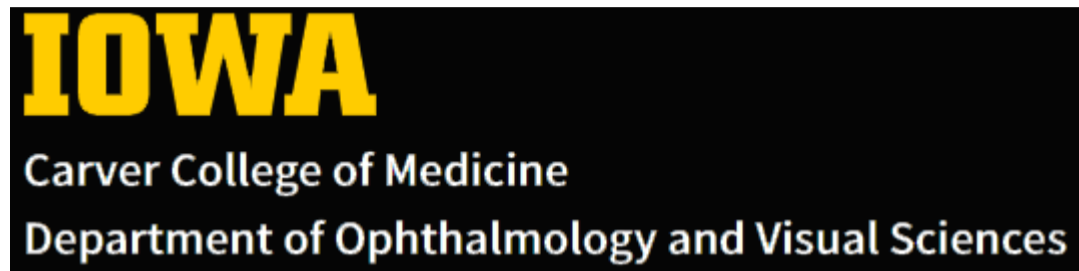 IOWA
Carver College of Medicine
Department of Ophthalmology and Visual Sciences